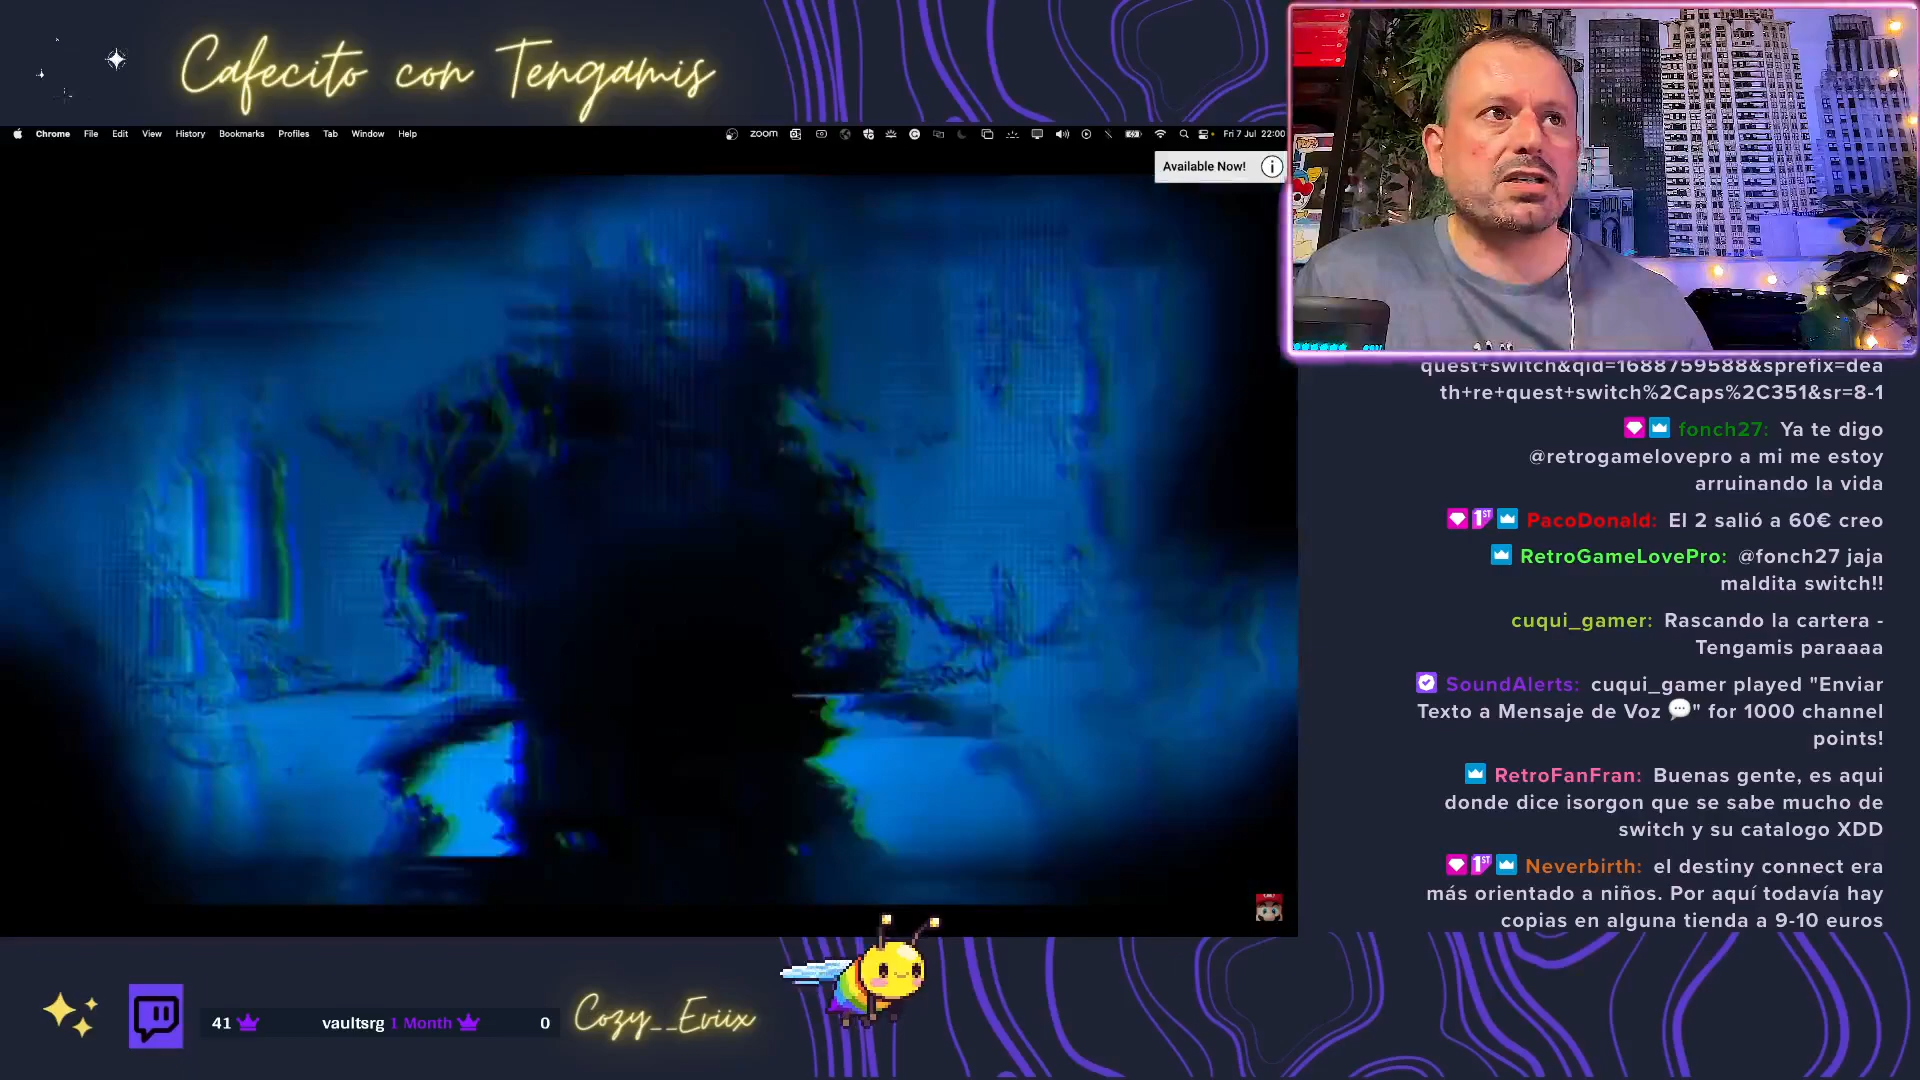 Cafecito con Tengamis
Chrome File Edit View History Bookmarks Profiles Tab Window Help
zoom
Fri 7 Jul 22:00
Available Now!
quest+switch&qid=1688759588&sprefix=dea
th+re+quest+switch%2Caps%2C351&sr=8-1
fonch27: Ya te digo
@retrogamelovepro a mi me estoy
arruinando la vida
PacoDonald: El 2 salió a 60€ creo
RetroGameLovePro: @fonch27 jaja
maldita switch!!
cuqui_gamer: Rascando la cartera -
Tengamis paraaaa
SoundAlerts: cuqui_gamer played "Enviar
Texto a Mensaje de Voz 💬" for 1000 channel
points!
RetroFanFran: Buenas gente, es aqui
donde dice isorgon que se sabe mucho de
switch y su catalogo XDD
Neverbirth: el destiny connect era
más orientado a niños. Por aquí todavía hay
copias en alguna tienda a 9-10 euros
41
vaultsrg 1 Month
0
Cozy__Eviix